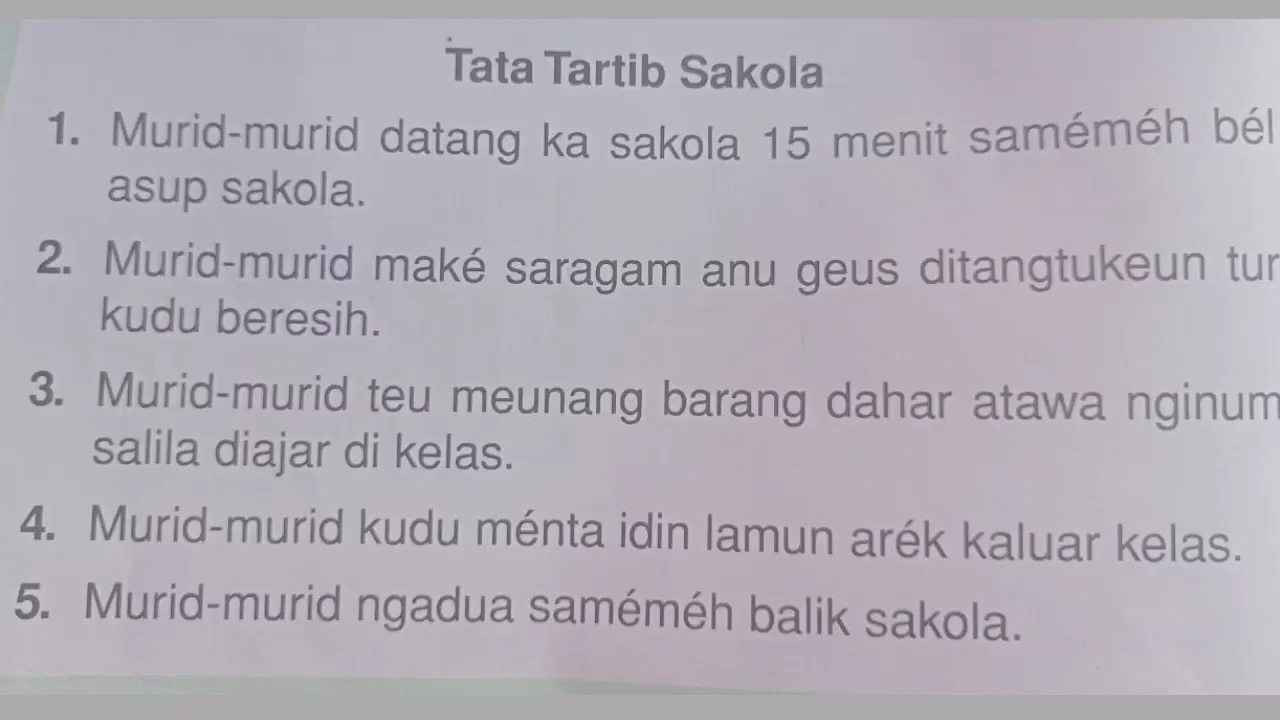 Tata Tartib Sakola
1. Murid-murid datang ka sakola 15 menit saméméh bél
asup sakola.
2. Murid-murid maké saragam anu geus ditangtukeun tur
kudu beresih.
3. Murid-murid teu meunang barang dahar atawa nginum
salila diajar di kelas.
4. Murid-murid kudu ménta idin lamun arék kaluar kelas.
5. Murid-murid ngadua saméméh balik sakola.